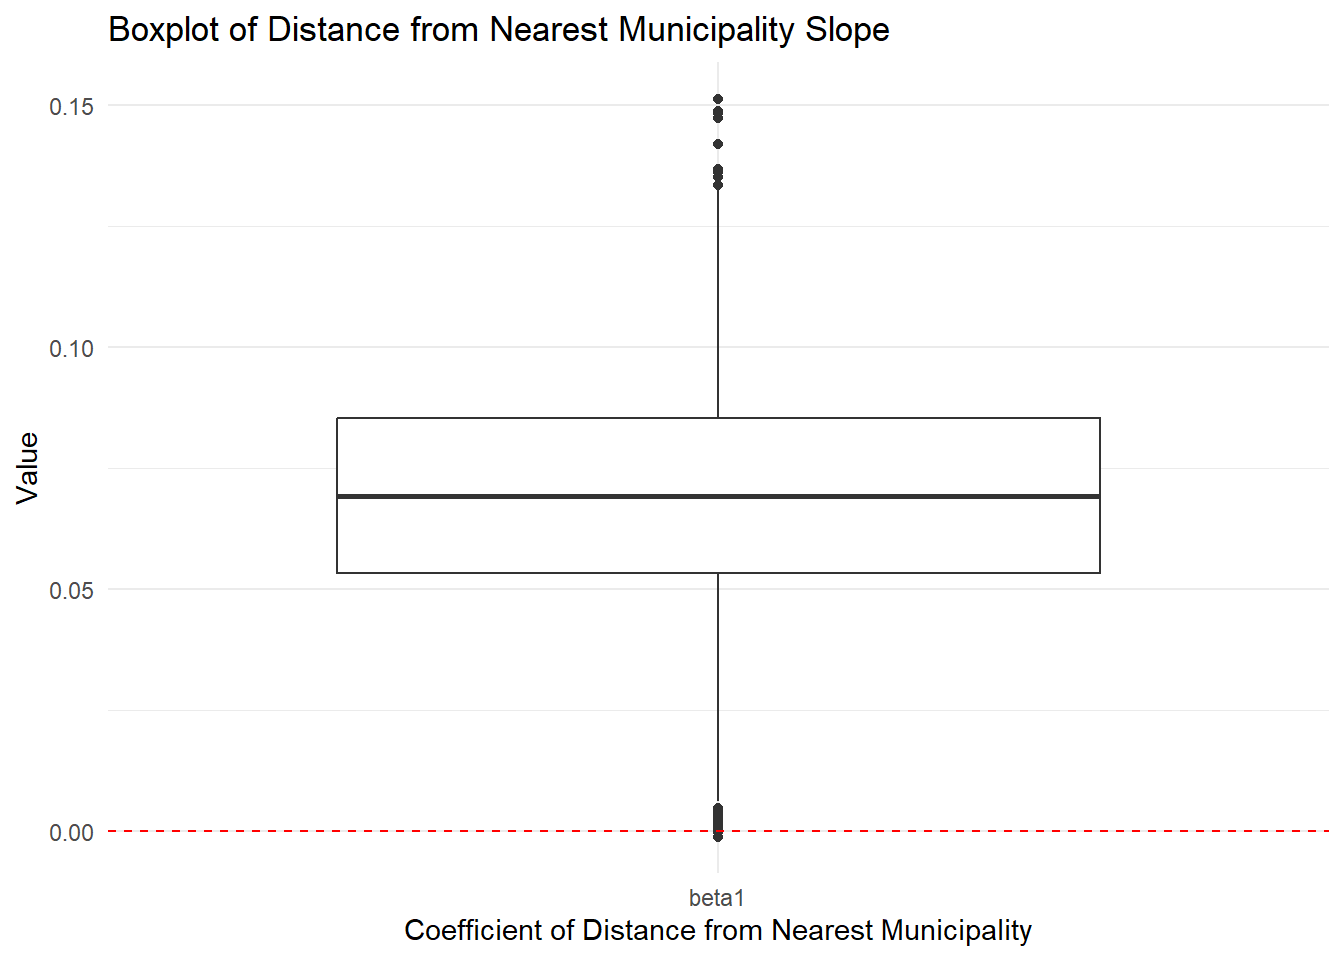 Boxplot of Distance from Nearest Municipality Slope
0.15
0.10
0.05
0.00
Value
beta1
Coefficient of Distance from Nearest Municipality